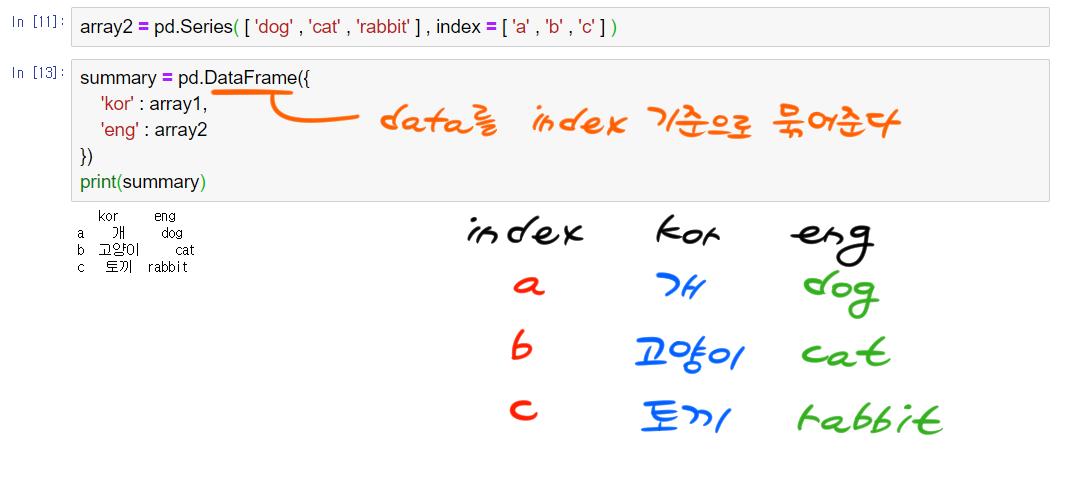 In [11]: array2 = pd.Series( [ 'dog' , 'cat' , 'rabbit' ] , index = [ 'a' , 'b' , 'c' ] )
In [13]: summary = pd.DataFrame({
'kor' : array1,
'eng' : array2
})
print(summary)
data를 index 기준으로 묶어준다
kor eng
a 개 dog
b 고양이 cat
c 토끼 rabbit
index kor eng
a 개 dog
b 고양이 cat
c 토끼 rabbit